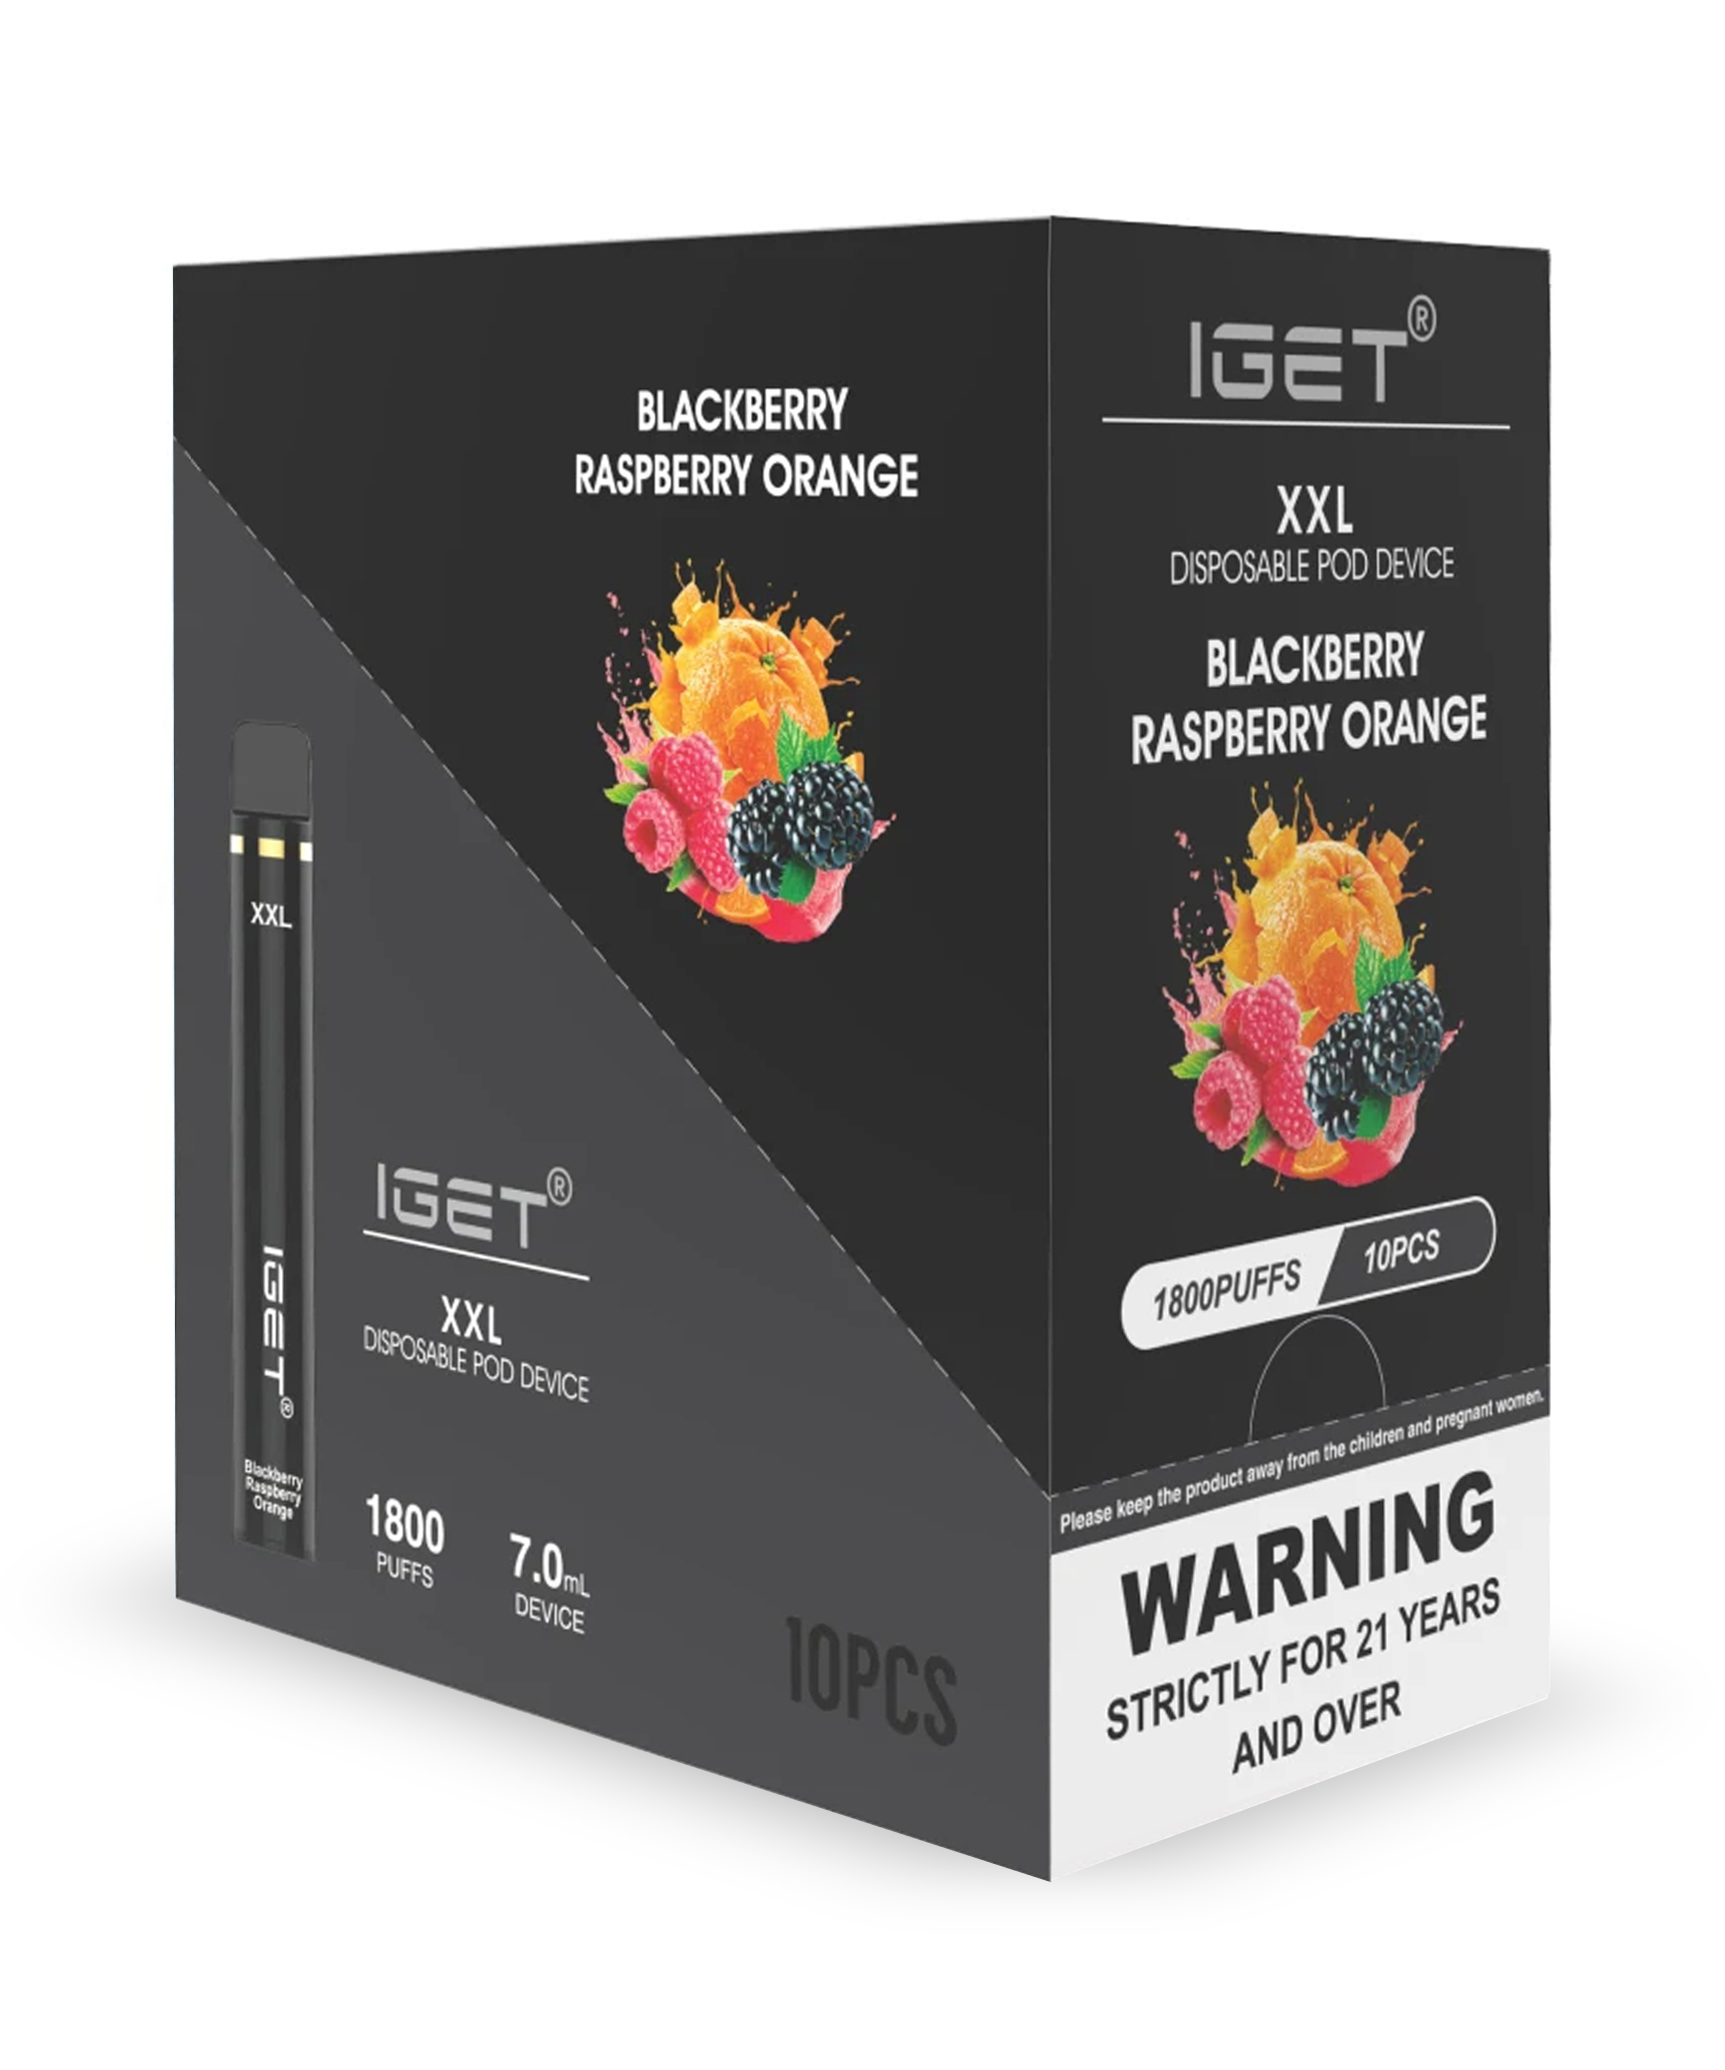 BLACKBERRY
RASPBERRY ORANGE
XXL
IGET®
Blackberry
Raspberry
Orange
IGET®
XXL
DISPOSABLE POD DEVICE
1800
PUFFS
7.0mL
DEVICE
10PCS
IGET®
XXL
DISPOSABLE POD DEVICE
BLACKBERRY
RASPBERRY ORANGE
1800PUFFS
10PCS
Please keep the product away from the children and pregnant women.
WARNING
STRICTLY FOR 21 YEARS
AND OVER